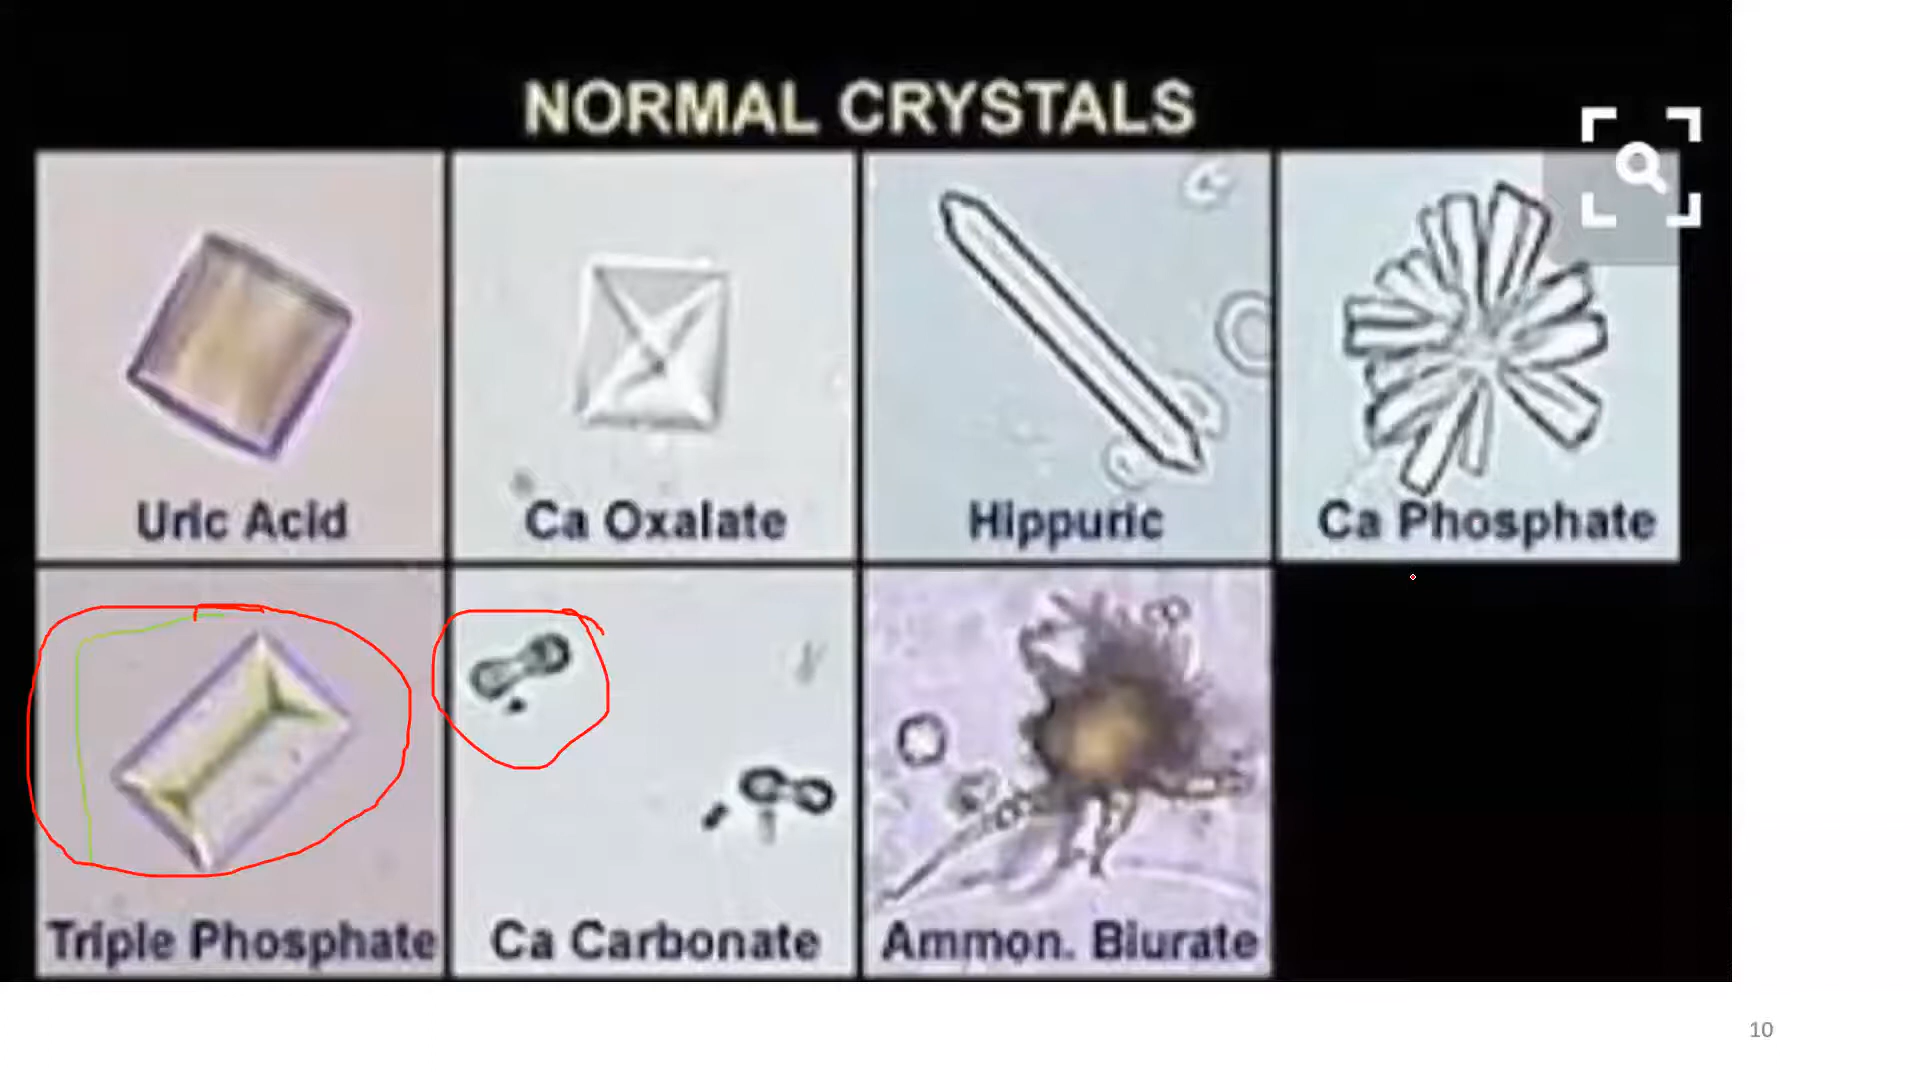 NORMAL CRYSTALS
Uric Acid
Ca Oxalate
Hippuric
Ca Phosphate
Triple Phosphate
Ca Carbonate
Ammon. Biurate
10